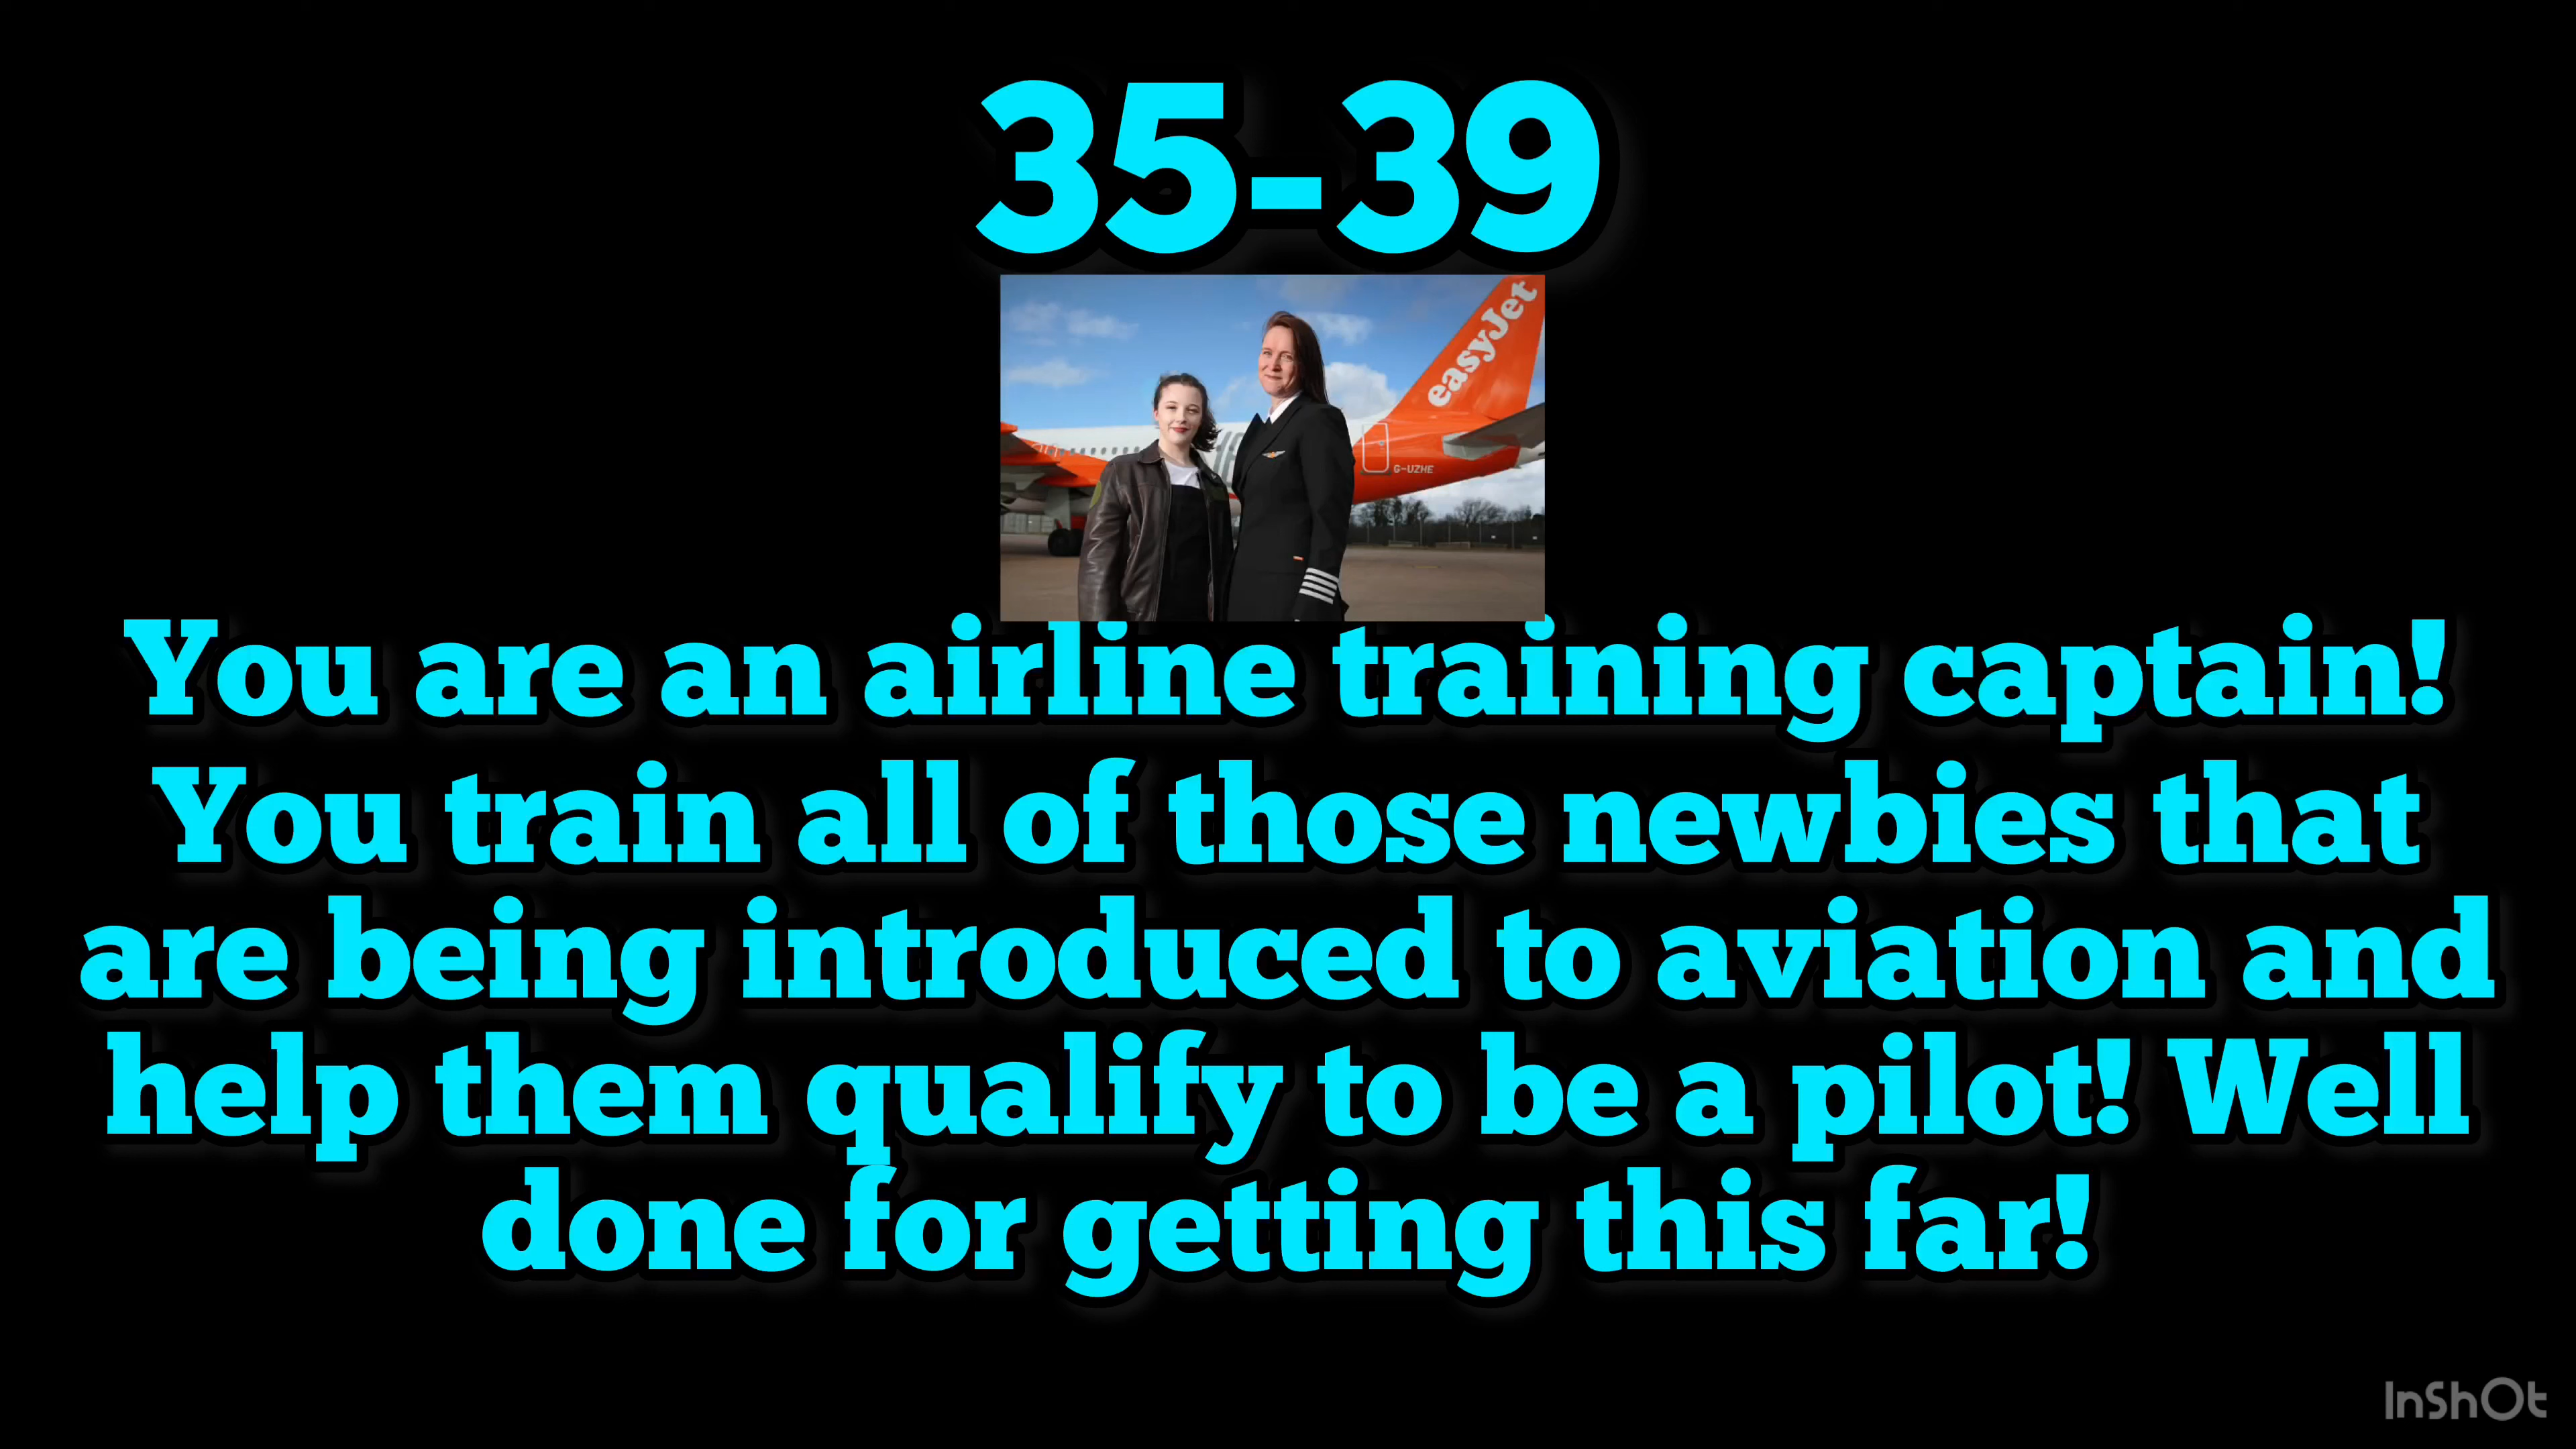 35-39
easyJet
G-UZHE
You are an airline training captain!
You train all of those newbies that
are being introduced to aviation and
help them qualify to be a pilot! Well
done for getting this far!
InShOt